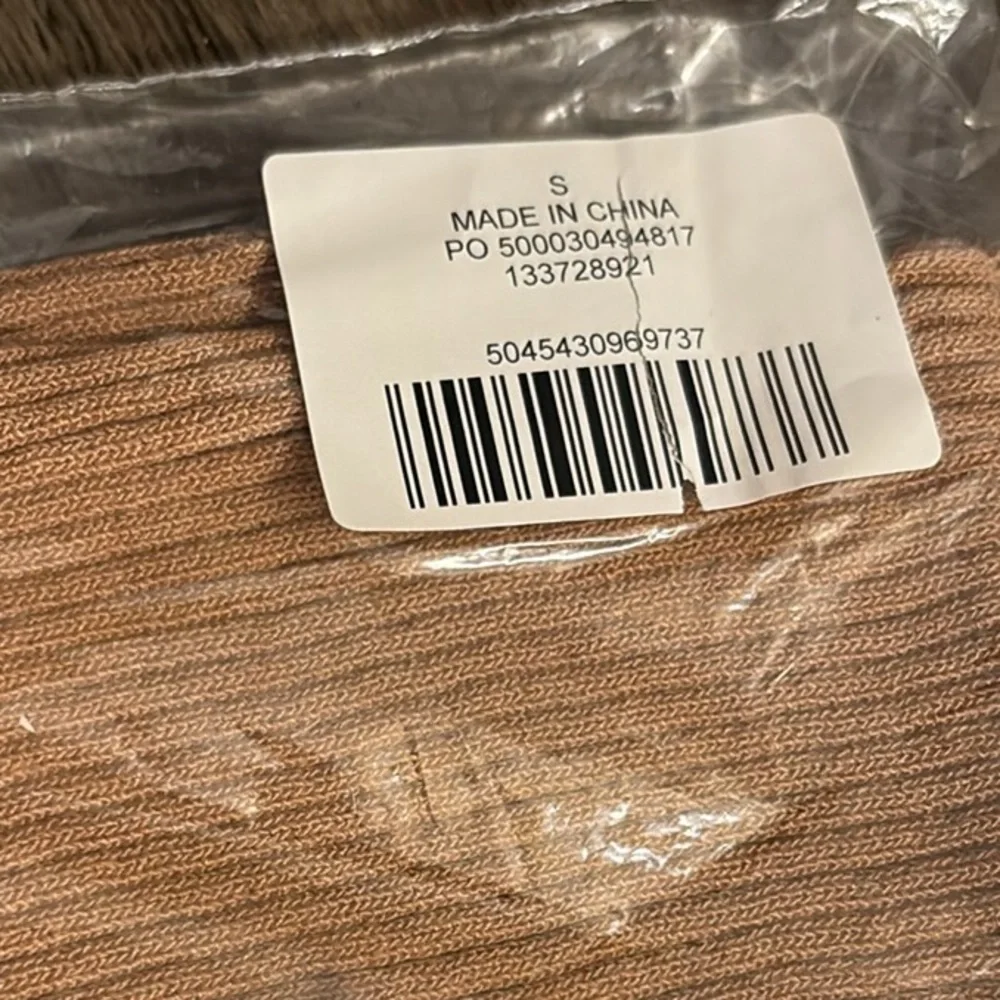 S
MADE IN CHINA
PO 500030494817
133728921
5045430969737